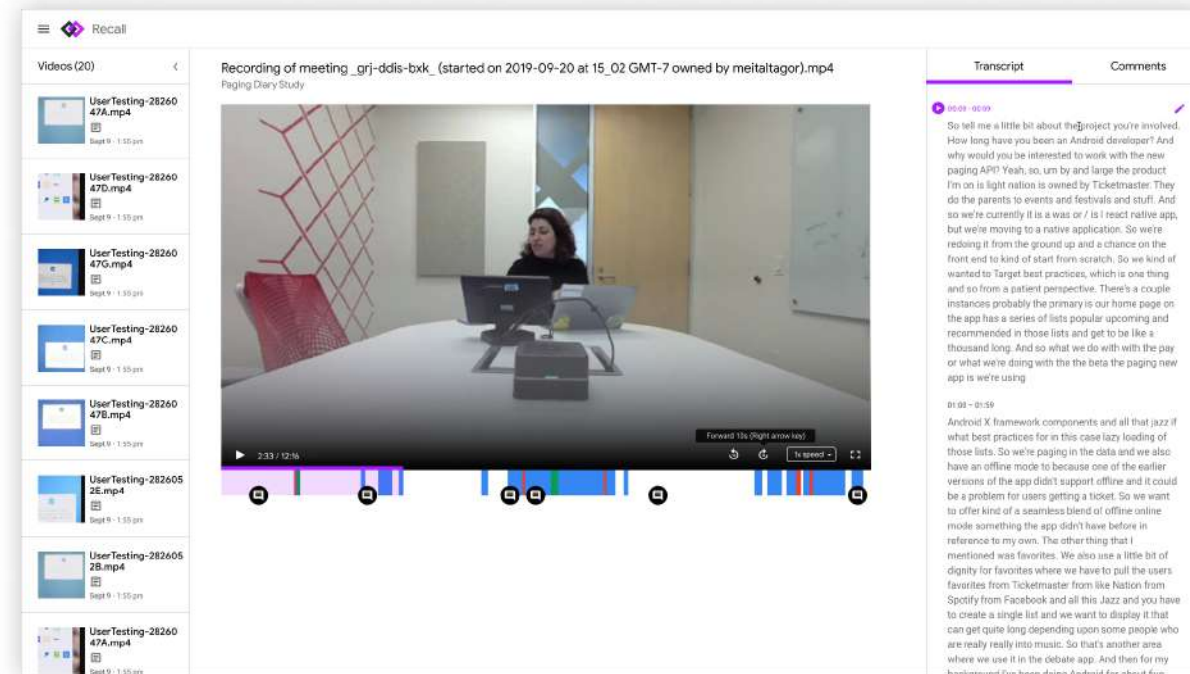 Recall
Videos (20)
UserTesting-28260
47A.mp4
Sept 9 - 1:55 pm
UserTesting-28260
47D.mp4
Sept 9 - 1:55 pm
UserTesting-28260
47G.mp4
Sept 9 - 1:55 pm
UserTesting-28260
47C.mp4
Sept 9 - 1:55 pm
UserTesting-28260
47B.mp4
Sept 9 - 1:55 pm
UserTesting-282605
2E.mp4
Sept 9 - 1:55 pm
UserTesting-282605
2B.mp4
Sept 9 - 1:55 pm
UserTesting-28260
47A.mp4
Sept 9 - 1:55 pm
Recording of meeting _grj-ddis-bxk_ (started on 2019-09-20 at 15_02 GMT-7 owned by meitaltagor).mp4
Paging Diary Study
Forward 10s (Right arrow key)
2:33 / 12:16
1x speed
Transcript
Comments
So tell me a little bit about the project you're involved.
How long have you been an Android developer? And
why would you be interested to work with the new
paging API? Yeah, so, um by and large the product
I'm on is light nation is owned by Ticketmaster. They
do the parents to events and festivals and stuff. And
so we're currently it is a was or / is I react native app,
but we're moving to a native application. So we're
redoing it from the ground up and a chance on the
front end to kind of start from scratch. So we kind of
wanted to Target best practices, which is one thing
and so from a patient perspective. There's a couple
instances probably the primary is our home page on
the app has a series of lists popular upcoming and
recommended in those lists and get to be like a
thousand long. And so what we do with with the pay
or what we're doing with the the beta the paging new
app is we're using
01:00 – 01:59
Android X framework components and all that jazz if
what best practices for in this case lazy loading of
those lists. So we're paging in the data and we also
have an offline mode to because one of the earlier
versions of the app didn't support offline and it could
be a problem for users getting a ticket. So we want
to offer kind of a seamless blend of offline online
mode something the app didn't have before in
reference to my own. The other thing that I
mentioned was favorites. We also use a little bit of
dignity for favorites where we have to pull the users
favorites from Ticketmaster from like Nation from
Spotify from Facebook and all this Jazz and you have
to create a single list and we want to display it that
can get quite long depending upon some people who
are really really into music. So that's another area
where we use it in the debate app. And then for my
background I've been doing Android for about five